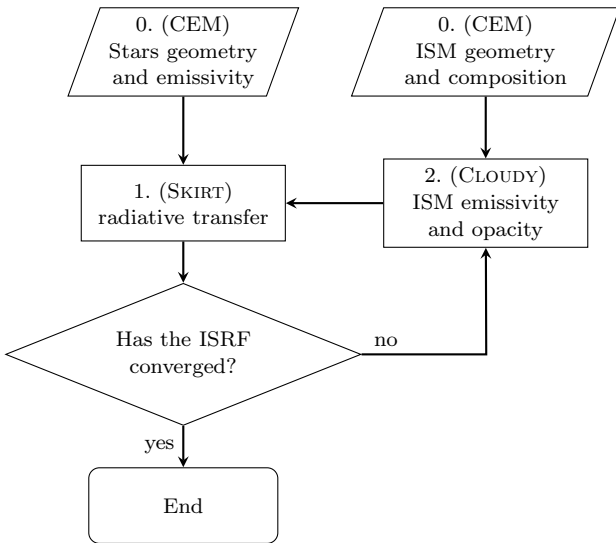 0. (CEM)
Stars geometry
and emissivity
0. (CEM)
ISM geometry
and composition
1. (SKIRT)
radiative transfer
2. (CLOUDY)
ISM emissivity
and opacity
Has the ISRF
converged?
no
yes
End